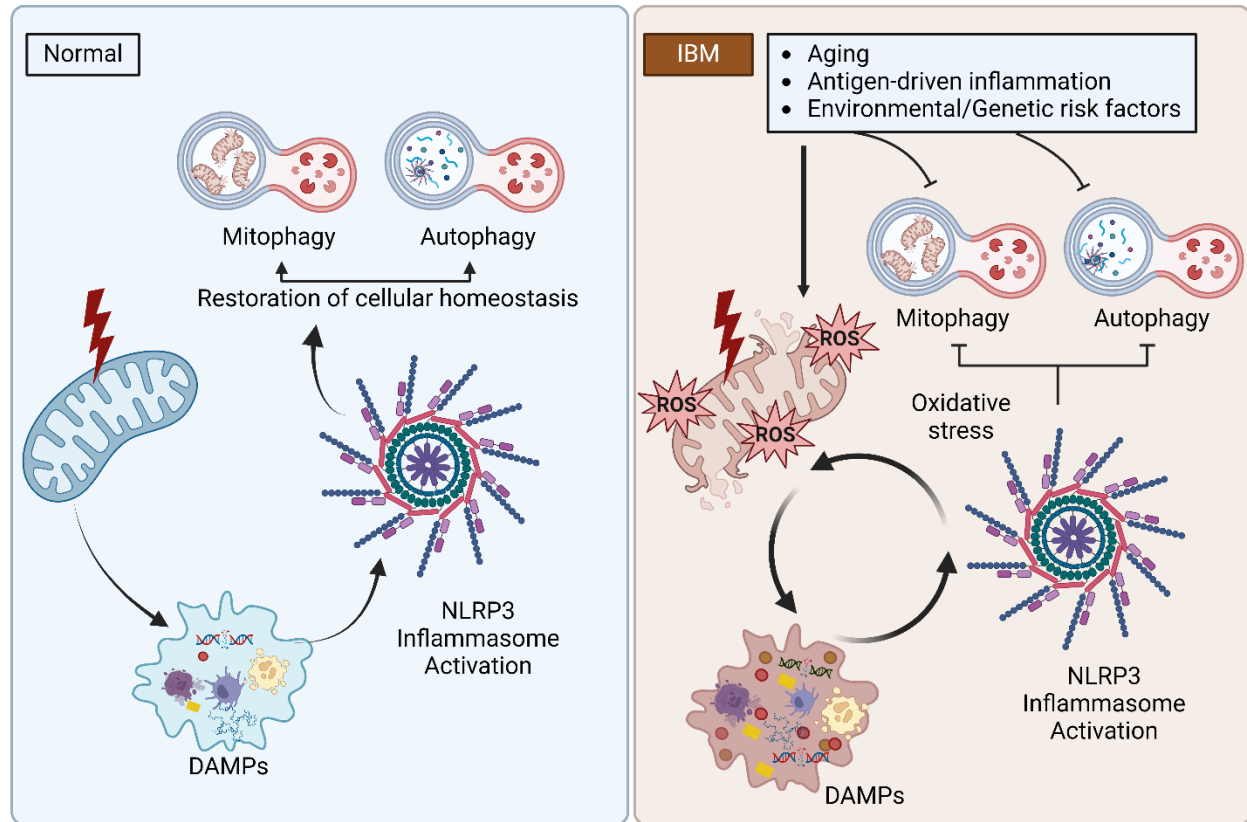 Normal
Mitophagy
Autophagy
Restoration of cellular homeostasis
NLRP3
Inflammasome
Activation
DAMPs
IBM
• Aging
• Antigen-driven inflammation
• Environmental/Genetic risk factors
Mitophagy
Autophagy
ROS
ROS
ROS
Oxidative
stress
NLRP3
Inflammasome
Activation
DAMPs